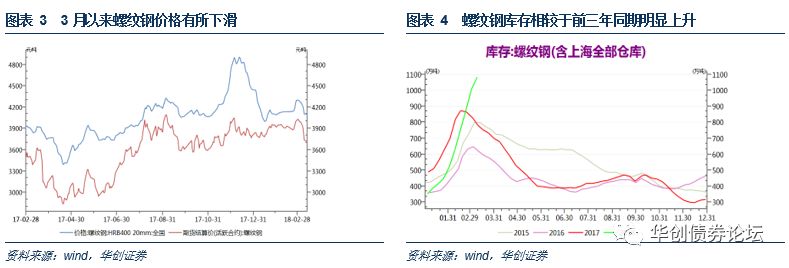 图表 3 3 月以来螺纹钢价格有所下滑
元/吨 元/吨
4800 4800
4500 4500
4200 4200
3900 3900
3600 3600
3300 3300
3000 3000
17-02-28 17-04-30 17-06-30 17-08-31 17-10-31 17-12-31 18-02-28
价格:螺纹钢:HRB400 20mm:全国 期货结算价(活跃合约):螺纹钢
资料来源：wind，华创证券
图表 4 螺纹钢库存相较于前三年同期明显上升
库存:螺纹钢(含上海全部仓库)
(万吨) (万吨)
1100 1100
1000 1000
900 900
800 800
700 700
600 600
500 500
400 400
300 300
01.31 02.29 03.31 04.30 05.31 06.30 07.31 08.31 09.30 10.31 11.30 12.31
2015 2016 2017
华创债券论坛
资料来源：wind，华创证券